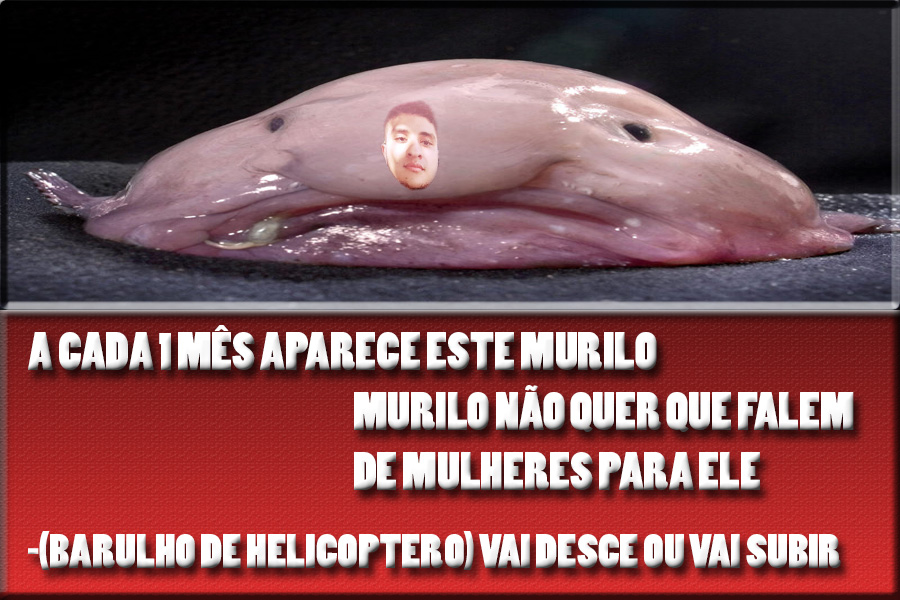 A CADA 1 MÊS APARECE ESTE MURILO
MURILO NÃO QUER QUE FALEM
DE MULHERES PARA ELE
-(BARULHO DE HELICOPTERO) VAI DESCE OU VAI SUBIR